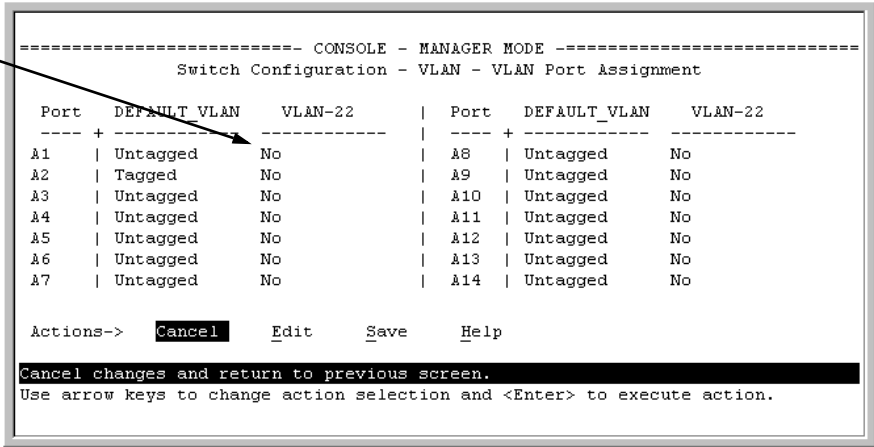 ==========================- CONSOLE - MANAGER MODE -============================
Switch Configuration - VLAN - VLAN Port Assignment
Port DEFAULT_VLAN VLAN-22 | Port DEFAULT_VLAN VLAN-22
---- + ------------ ------------ | ---- + ------------ ------------
A1 | Untagged No | A8 | Untagged No
A2 | Tagged No | A9 | Untagged No
A3 | Untagged No | A10 | Untagged No
A4 | Untagged No | A11 | Untagged No
A5 | Untagged No | A12 | Untagged No
A6 | Untagged No | A13 | Untagged No
A7 | Untagged No | A14 | Untagged No
Actions-> Cancel Edit Save Help
Cancel changes and return to previous screen.
Use arrow keys to change action selection and <Enter> to execute action.